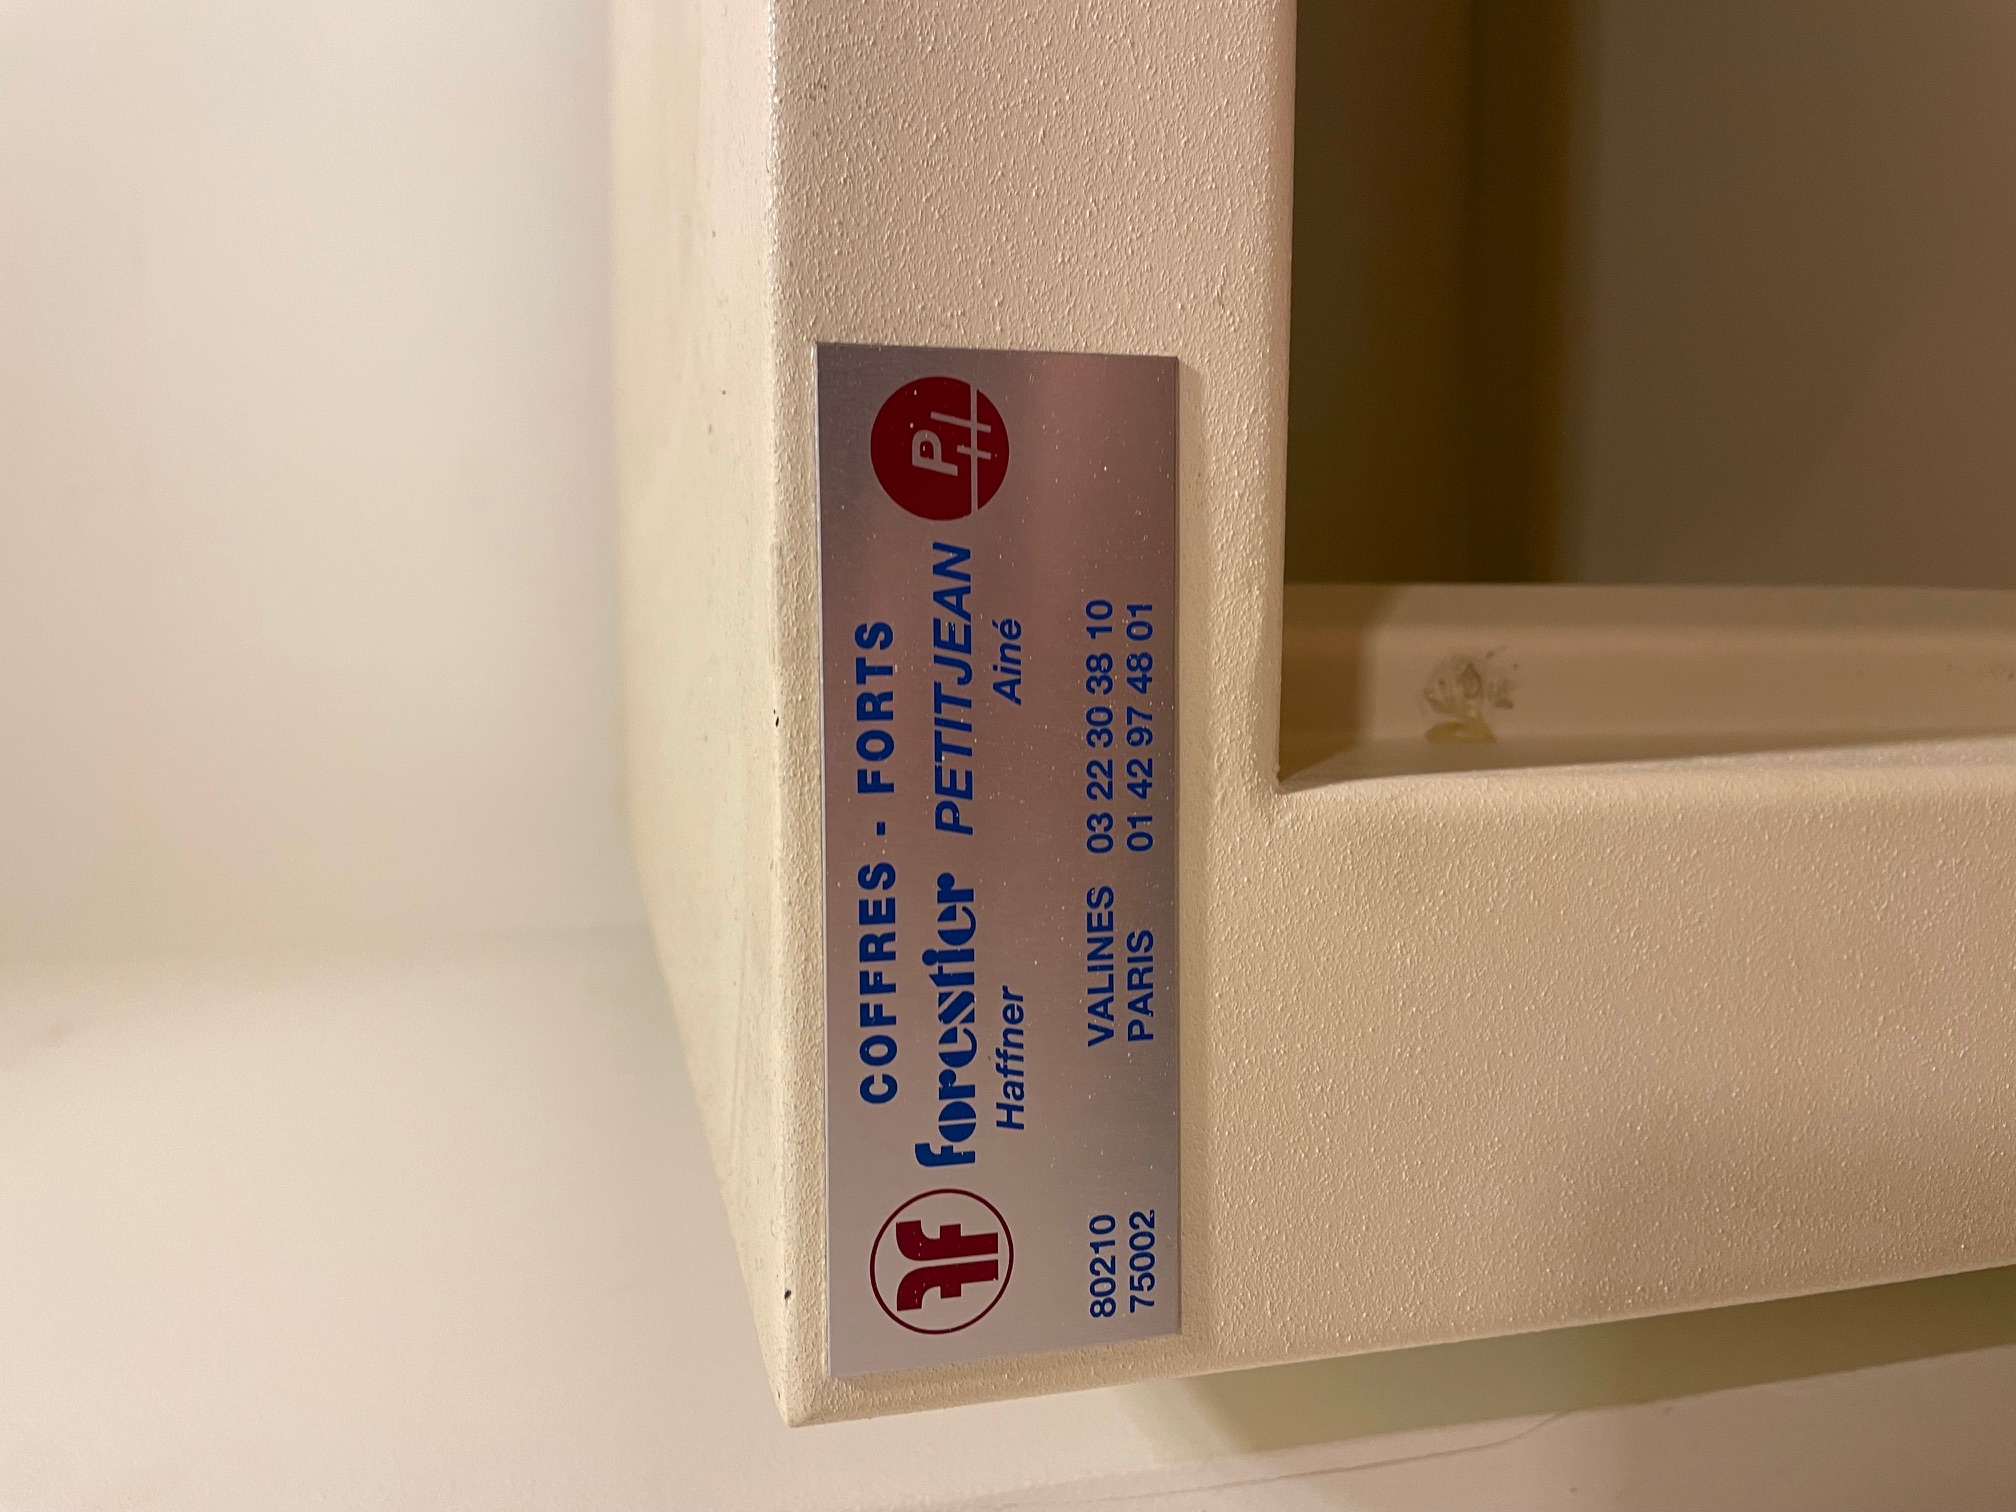 COFFRES - FORTS
forestier PETITJEAN PH
Haffner Ainé
80210 VALINES 03 22 30 38 10
75002 PARIS 01 42 97 48 01